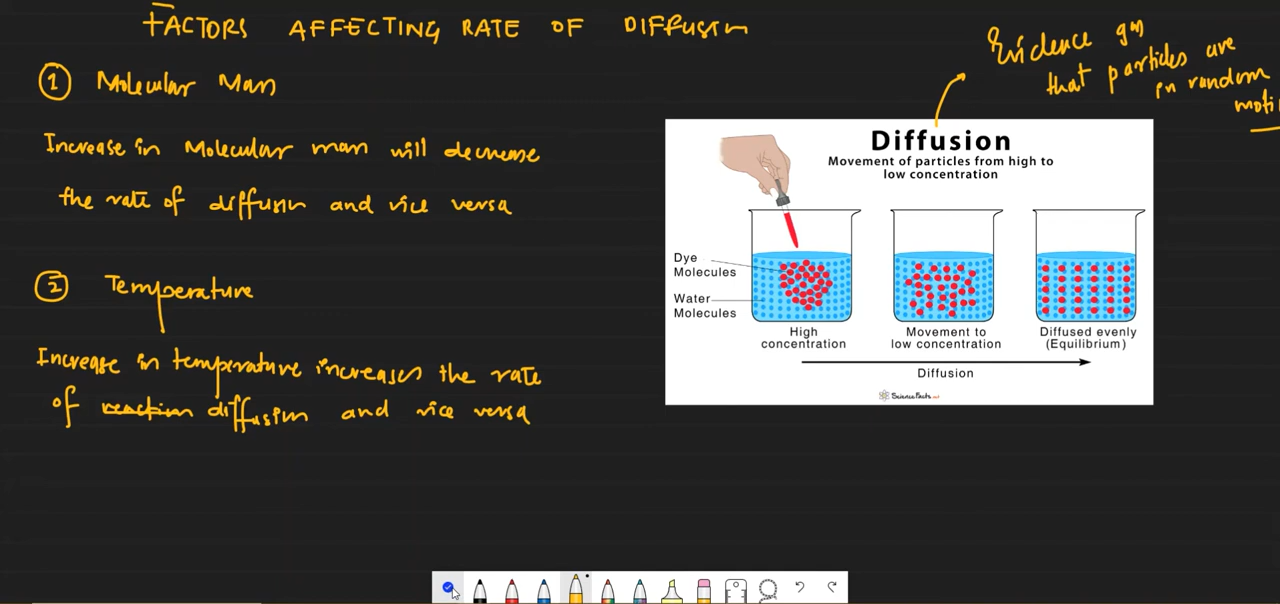 FACTORS AFFECTING RATE OF DIFFUSION
① Molecular Mass
Increase in Molecular mass will decrease
the rate of diffusion and vice versa
② Temperature
Increase in temperature increases the rate
of reaction diffusion and vice versa
Evidence
that particles are
in random
moti
Diffusion
Movement of particles from high to
low concentration
Dye
Molecules
Water
Molecules
High
concentration
Movement to
low concentration
Diffused evenly
(Equilibrium)
Diffusion
ScienceFacts.net